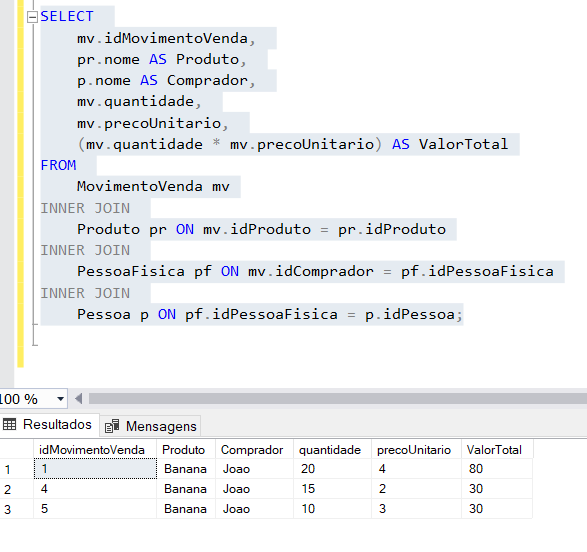 SELECT
mv.idMovimentoVenda,
pr.nome AS Produto,
p.nome AS Comprador,
mv.quantidade,
mv.precoUnitario,
(mv.quantidade * mv.precoUnitario) AS ValorTotal
FROM
MovimentoVenda mv
INNER JOIN
Produto pr ON mv.idProduto = pr.idProduto
INNER JOIN
PessoaFisica pf ON mv.idComprador = pf.idPessoaFisica
INNER JOIN
Pessoa p ON pf.idPessoaFisica = p.idPessoa;
100 %
Resultados Mensagens
idMovimentoVenda Produto Comprador quantidade precoUnitario ValorTotal
1 1 Banana Joao 20 4 80
2 4 Banana Joao 15 2 30
3 5 Banana Joao 10 3 30